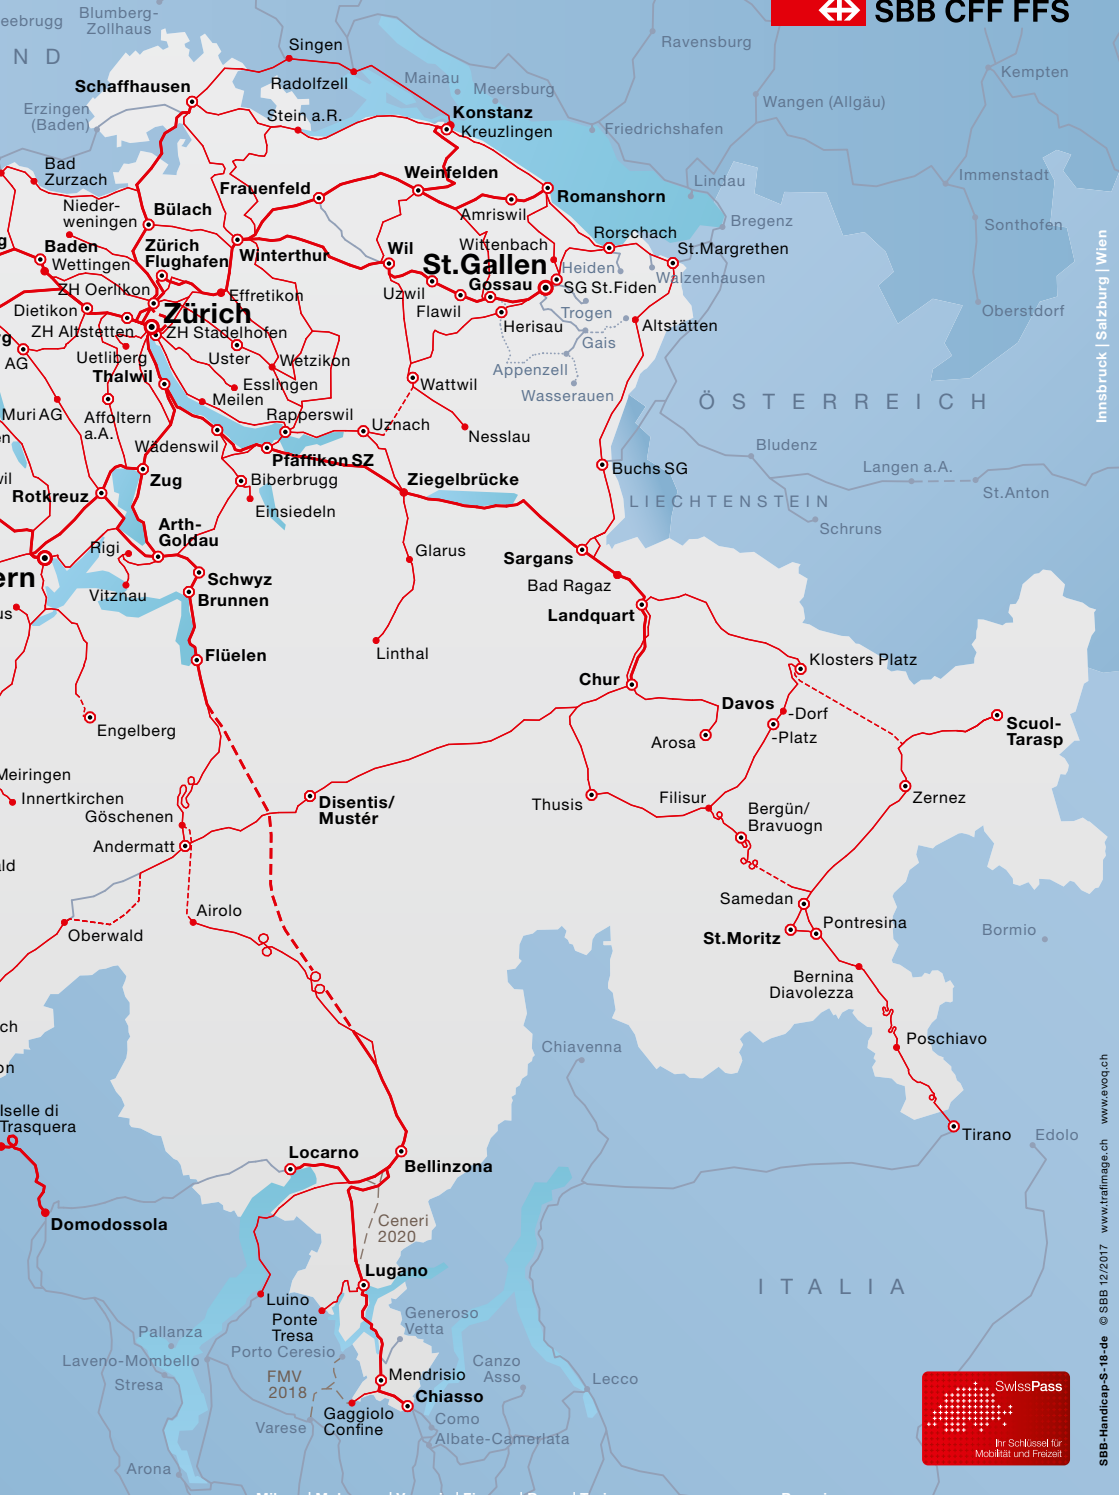 SBB CFF FFS
eebrugg
Blumberg-
Zollhaus
N D
Singen
Ravensburg
Schaffhausen
Radolfzell
Mainau
Meersburg
Kempten
Erzingen
(Baden)
Stein a.R.
Konstanz
Kreuzlingen
Wangen (Allgäu)
Friedrichshafen
Bad
Zurzach
Weinfelden
Frauenfeld
Romanshorn
Lindau
Immenstadt
Nieder-
weningen
Bülach
Amriswil
Bregenz
Sonthofen
g
Baden
Wettingen
Zürich
Flughafen
Winterthur
Wil
Wittenbach
Rorschach
St.Margrethen
St.Gallen
Heiden
Walzenhausen
ZH Oerlikon
Effretikon
Uzwil
Gossau
SG St.Fiden
Dietikon
Zürich
Flawil
Trogen
Oberstdorf
ZH Altstetten
ZH Stadelhofen
Herisau
Altstätten
rg
AG
Uetliberg
Uster
Wetzikon
Gais
Thalwil
Esslingen
Wattwil
Appenzell
Meilen
Wasserauen
ÖSTERREICH
Muri AG
Affoltern
a.A.
Rapperswil
Uznach
Nesslau
en
Wädenswil
Bludenz
Pfäffikon SZ
Buchs SG
Langen a.A.
wil
Zug
Biberbrugg
Ziegelbrücke
St.Anton
Rotkreuz
Einsiedeln
LIECHTENSTEIN
Schruns
Arth-
Goldau
Rigi
Glarus
Sargans
ern
Schwyz
Bad Ragaz
Vitznau
Brunnen
Landquart
us
Flüelen
Linthal
Klosters Platz
Chur
Davos
-Dorf
Scuol-
Tarasp
Engelberg
Arosa
-Platz
Meiringen
Innertkirchen
Disentis/
Mustér
Thusis
Filisur
Zernez
Göschenen
Bergün/
Bravuogn
Andermatt
ald
Samedan
Airolo
Oberwald
Pontresina
St.Moritz
Bormio
Bernina
Diavolezza
ch
Chiavenna
Poschiavo
on
Iselle di
Trasquera
Tirano
Edolo
Locarno
Bellinzona
Domodossola
Ceneri
2020
Lugano
ITALIA
Luino
Ponte
Tresa
Generoso
Vetta
Pallanza
Porto Ceresio
Laveno-Mombello
Canzo
Asso
Stresa
FMV
2018
Mendrisio
Lecco
Chiasso
Varese
Gaggiolo
Confine
Como
Albate-Camerlata
Arona
SwissPass
Ihr Schlüssel für
Mobilität und Freizeit
Innsbruck | Salzburg | Wien
SBB-Handicap-S-18-de © SBB 12/2017 www.trafimage.ch www.evoq.ch